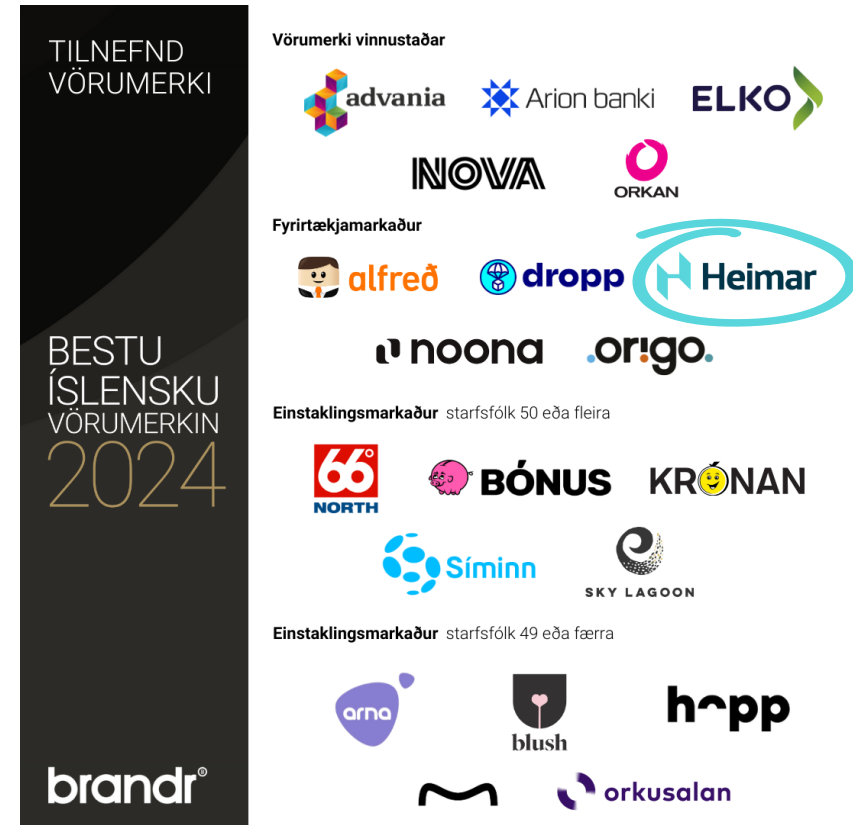 TILNEFND
VÖRUMERKI
BESTU
ÍSLENSKU
VÖRUMERKIN
2024
brandr®
Vörumerki vinnustaðar
advania
Arion banki
ELKO
NOVA
ORKAN
Fyrirtækjamarkaður
alfreð
dropp
Heimar
noona
origo.
Einstaklingsmarkaður starfsfólk 50 eða fleira
66°
NORTH
BÓNUS
KRÓNAN
Síminn
SKY LAGOON
Einstaklingsmarkaður starfsfólk 49 eða færra
arna
blush
hopp
orkusalan